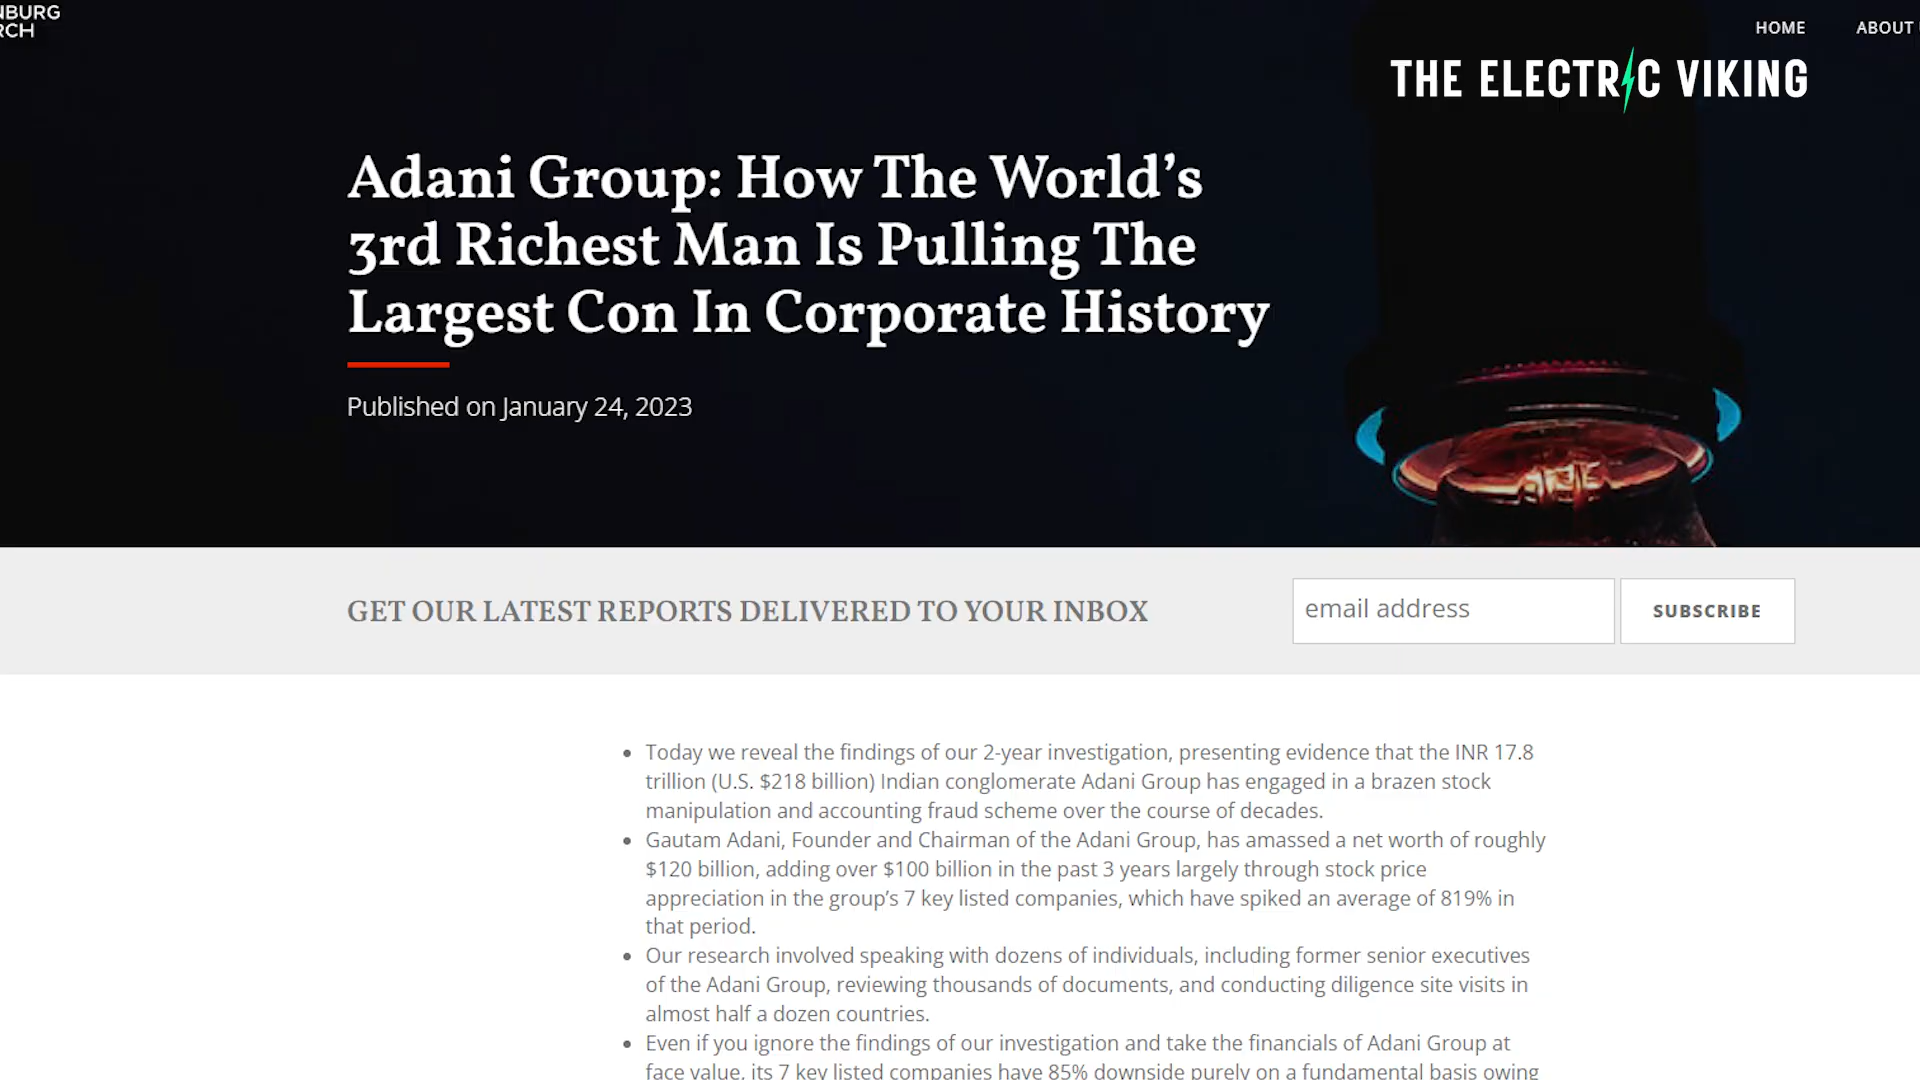 NBURG
RCH
HOME
ABOUT
THE ELECTRIC VIKING
Adani Group: How The World’s
3rd Richest Man Is Pulling The
Largest Con In Corporate History
Published on January 24, 2023
GET OUR LATEST REPORTS DELIVERED TO YOUR INBOX
email address
SUBSCRIBE
• Today we reveal the findings of our 2-year investigation, presenting evidence that the INR 17.8
trillion (U.S. $218 billion) Indian conglomerate Adani Group has engaged in a brazen stock
manipulation and accounting fraud scheme over the course of decades.
• Gautam Adani, Founder and Chairman of the Adani Group, has amassed a net worth of roughly
$120 billion, adding over $100 billion in the past 3 years largely through stock price
appreciation in the group’s 7 key listed companies, which have spiked an average of 819% in
that period.
• Our research involved speaking with dozens of individuals, including former senior executives
of the Adani Group, reviewing thousands of documents, and conducting diligence site visits in
almost half a dozen countries.
• Even if you ignore the findings of our investigation and take the financials of Adani Group at
face value, its 7 key listed companies have 85% downside purely on a fundamental basis owing